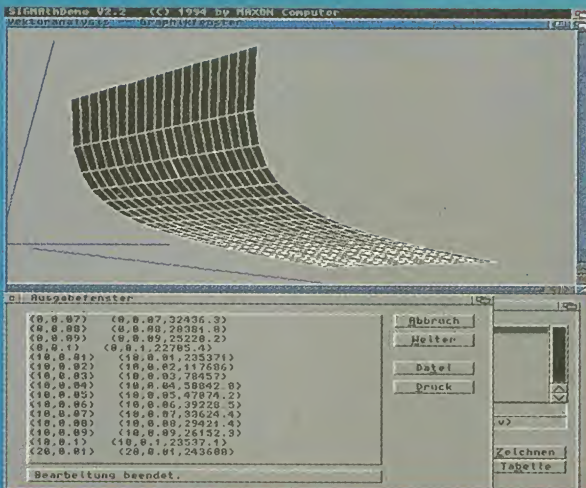 SIGMAthDemo V2.2 (C) 1994 by MAXON Computer
Vektoranalysis -- Graphikfenster
Ausgabefenster
(0,0.07) (0,0.07,32436.3)
(0,0.08) (0,0.08,28381.8)
(0,0.09) (0,0.09,25228.2)
(0,0.1) (0,0.1,22705.4)
(10,0.01) (10,0.01,235371)
(10,0.02) (10,0.02,117686)
(10,0.03) (10,0.03,78457)
(10,0.04) (10,0.04,58842.8)
(10,0.05) (10,0.05,47074.2)
(10,0.06) (10,0.06,39228.5)
(10,0.07) (10,0.07,33624.4)
(10,0.08) (10,0.08,29421.4)
(10,0.09) (10,0.09,26152.3)
(10,0.1) (10,0.1,23537.1)
(20,0.01) (20,0.01,243680)
Bearbeitung beendet.
Abbruch
Weiter
Datei
Druck
v)
Zeichnen
Tabelle